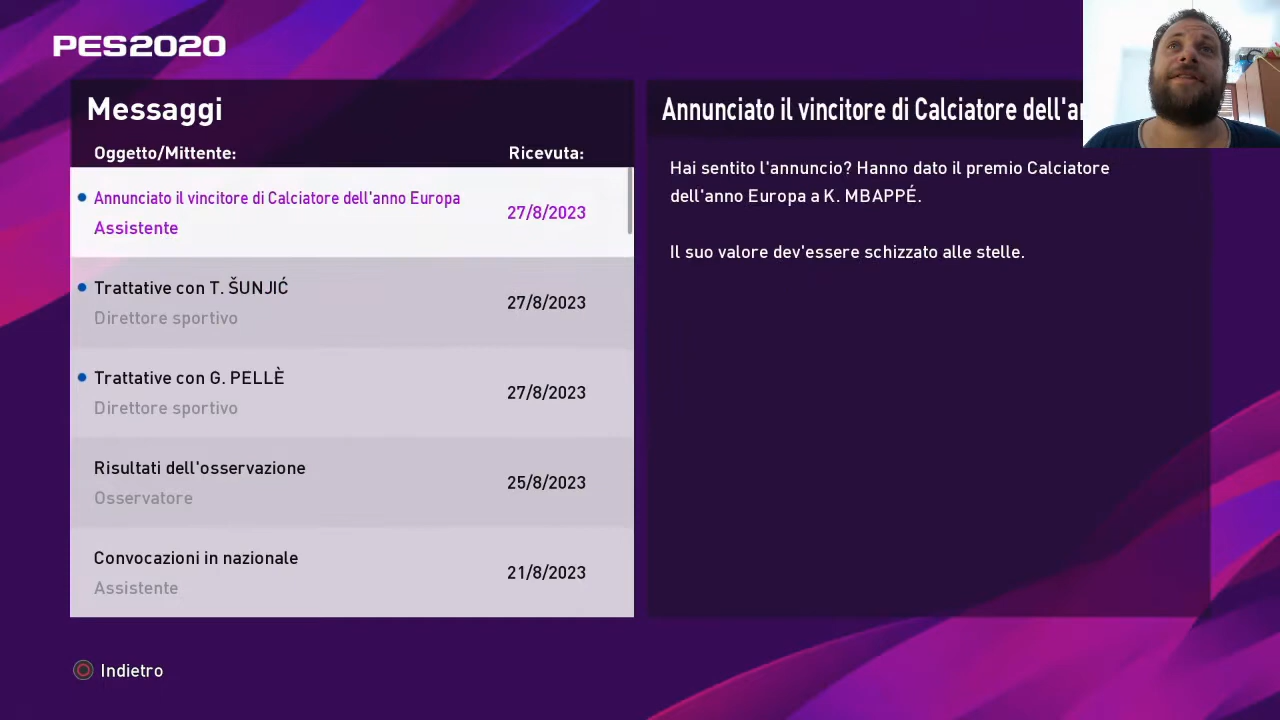 PES2020
Messaggi
Oggetto/Mittente:
Ricevuta:
Annunciato il vincitore di Calciatore dell'anno Europa
Assistente
27/8/2023
Trattative con T. ŠUNJIĆ
Direttore sportivo
27/8/2023
Trattative con G. PELLÈ
Direttore sportivo
27/8/2023
Risultati dell'osservazione
Osservatore
25/8/2023
Convocazioni in nazionale
Assistente
21/8/2023
Annunciato il vincitore di Calciatore
Hai sentito l'annuncio? Hanno dato il premio Calciatore
dell'anno Europa a K. MBAPPÉ.
Il suo valore dev'essere schizzato alle stelle.
Indietro